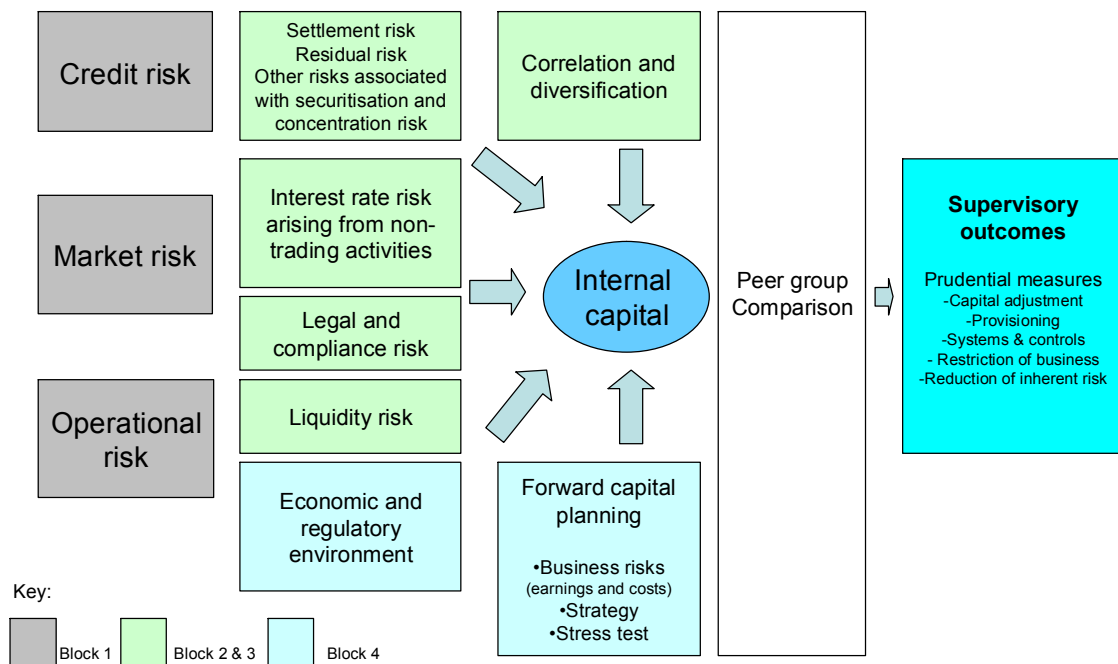 Credit risk
Settlement risk
Residual risk
Other risks associated
with securitisation and
concentration risk
Correlation and
diversification
Market risk
Interest rate risk
arising from non-
trading activities
Legal and
compliance risk
Internal
capital
Peer group
Comparison
Supervisory
outcomes
Prudential measures
-Capital adjustment
-Provisioning
-Systems & controls
- Restriction of business
-Reduction of inherent risk
Operational
risk
Liquidity risk
Economic and
regulatory
environment
Forward capital
planning
•Business risks
(earnings and costs)
•Strategy
•Stress test
Key:
Block 1
Block 2 & 3
Block 4